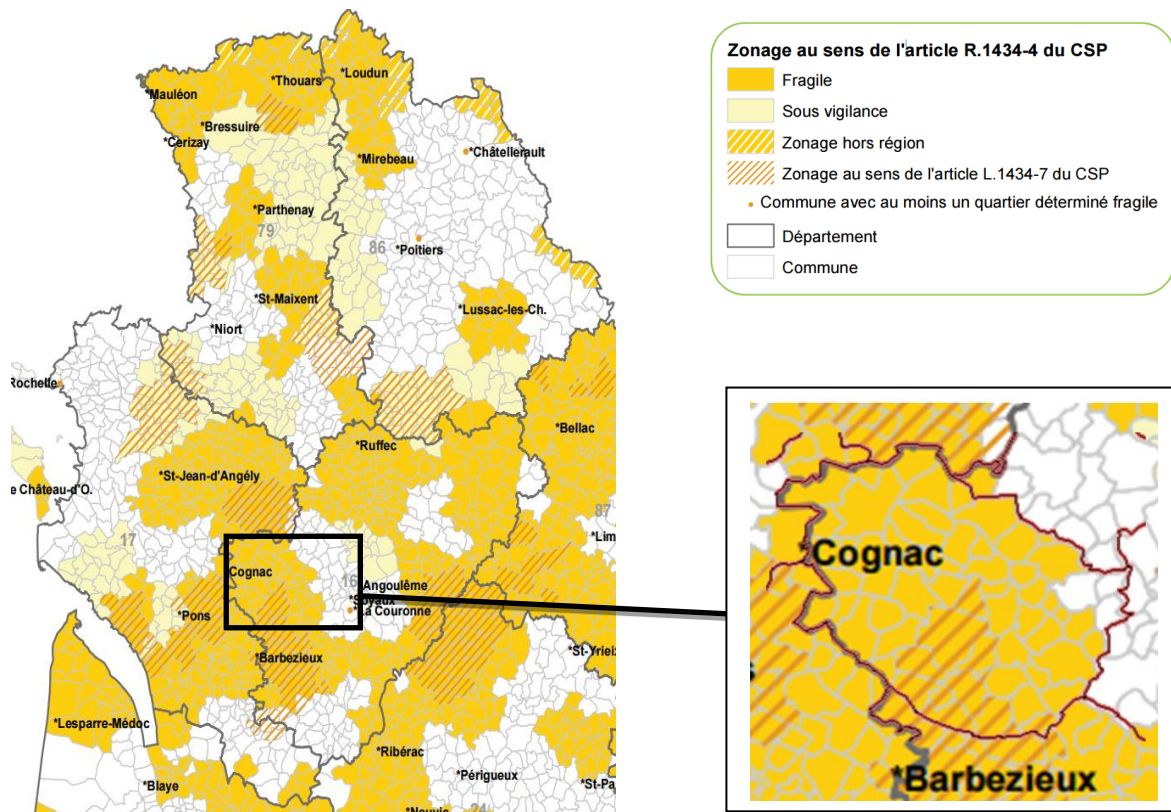 Zonage au sens de l'article R.1434-4 du CSP
Fragile
Sous vigilance
Zonage hors région
Zonage au sens de l'article L.1434-7 du CSP
Commune avec au moins un quartier déterminé fragile
Département
Commune
*Thouars
*Loudun
*Mauléon
*Bressuire
*Cerizay
*Mirebeau
*Châtellerault
*Parthenay
79
86
*Poitiers
*St-Maixent
*Lussac-les-Ch.
*Niort
Rochelle
*Bellac
*Ruffec
*St-Jean-d'Angély
e Château-d'O.
87
*Lim
17
Cognac
16
Angoulême
*La Couronne
*Pons
*Barbezieux
*St-Yrieix
*Lesparre-Médoc
*Ribérac
*Périgueux
*Blaye
*St-Pa
24
*Cognac
*Barbezieux